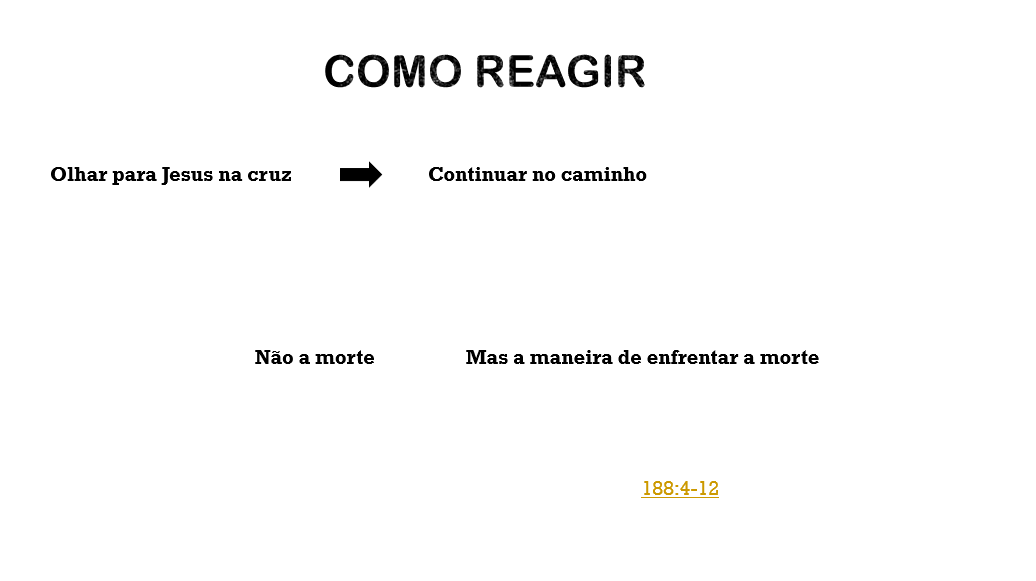 COMO REAGIR
Olhar para Jesus na cruz Continuar no caminho
Não a morte Mas a maneira de enfrentar a morte
188:4-12